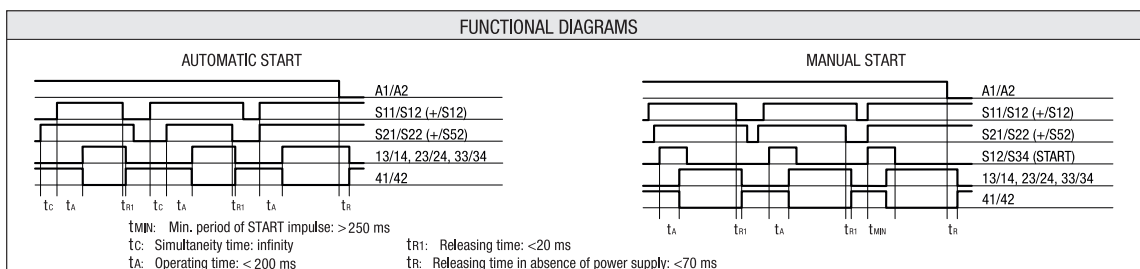 FUNCTIONAL DIAGRAMS
AUTOMATIC START
A1/A2
S11/S12 (+/S12)
S21/S22 (+/S52)
13/14, 23/24, 33/34
41/42
tC tA tR1 tC tA tR1 tA tR
MANUAL START
A1/A2
S11/S12 (+/S12)
S21/S22 (+/S52)
S12/S34 (START)
13/14, 23/24, 33/34
41/42
tA tR1 tA tR1 tMIN tR
tMIN: Min. period of START impulse: >250 ms
tC: Simultaneity time: infinity
tR1: Releasing time: <20 ms
tA: Operating time: < 200 ms
tR: Releasing time in absence of power supply: <70 ms